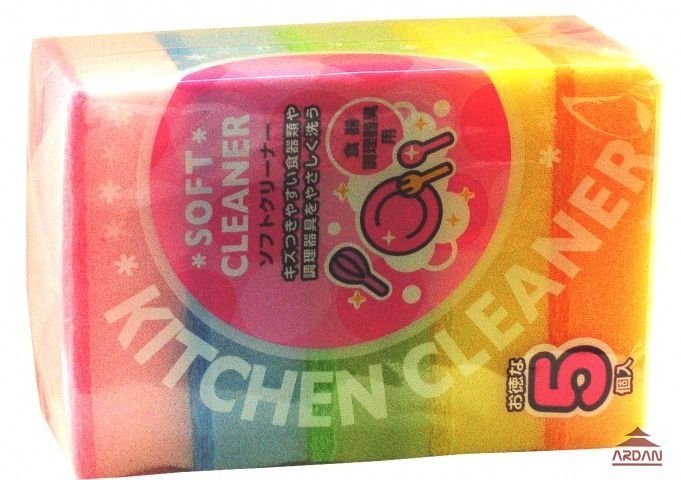 SOFT
CLEANER
ソフトクリーナー
キズつきやすい食器類や
調理器具をやさしく洗う
食器
調理器具
用
KITCHEN CLEANER
お徳な
5
個入
ARDAN